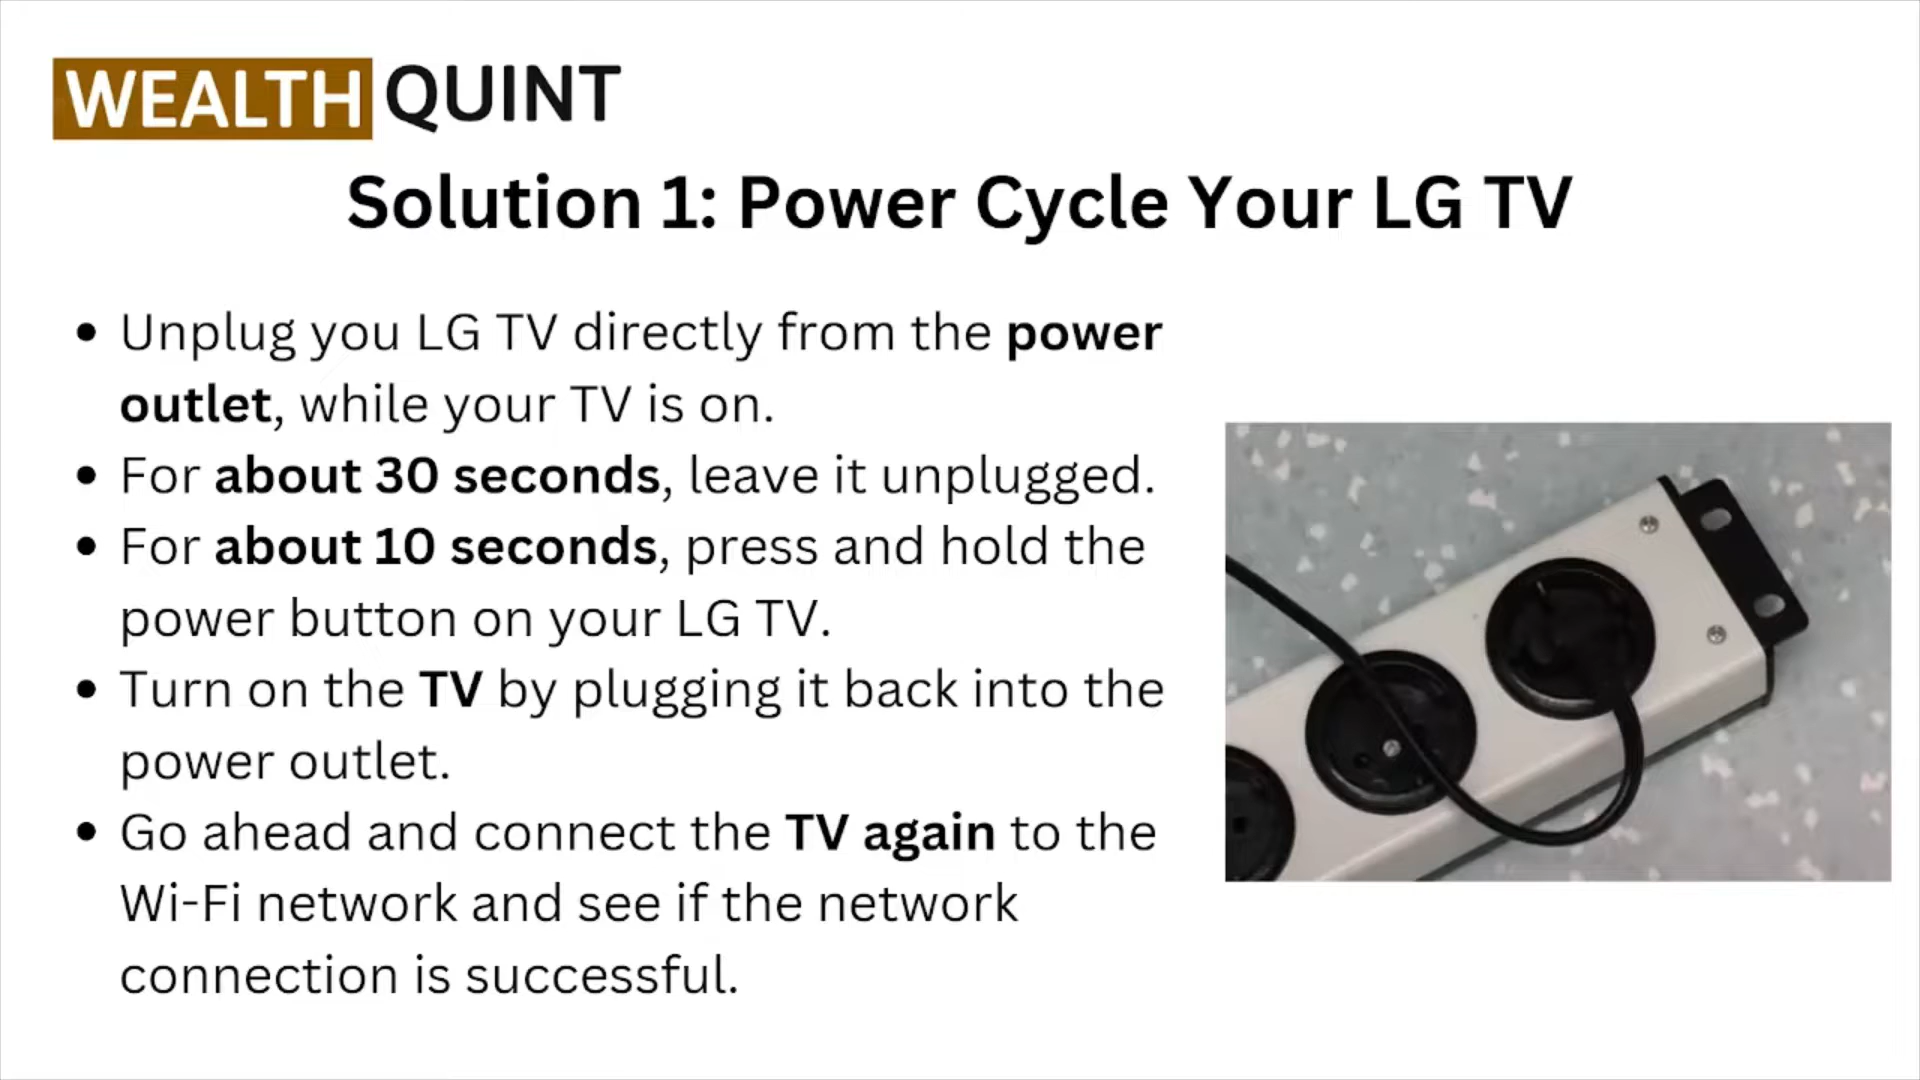 WEALTH QUINT
Solution 1: Power Cycle Your LG TV
• Unplug you LG TV directly from the power
outlet, while your TV is on.
• For about 30 seconds, leave it unplugged.
• For about 10 seconds, press and hold the
power button on your LG TV.
• Turn on the TV by plugging it back into the
power outlet.
• Go ahead and connect the TV again to the
Wi-Fi network and see if the network
connection is successful.